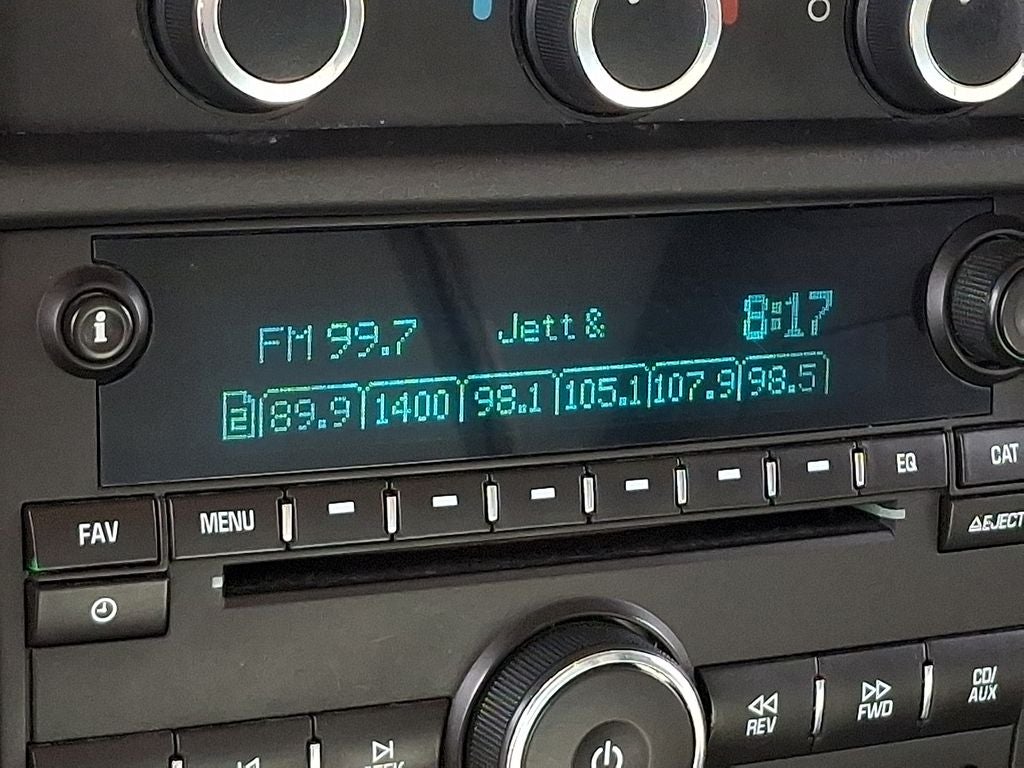 i
FM 99.7 Jett & 8:17
2 89.9 1400 98.1 105.1 107.9 98.5
FAV MENU EQ CAT
EJECT
REV FWD CD/
AUX